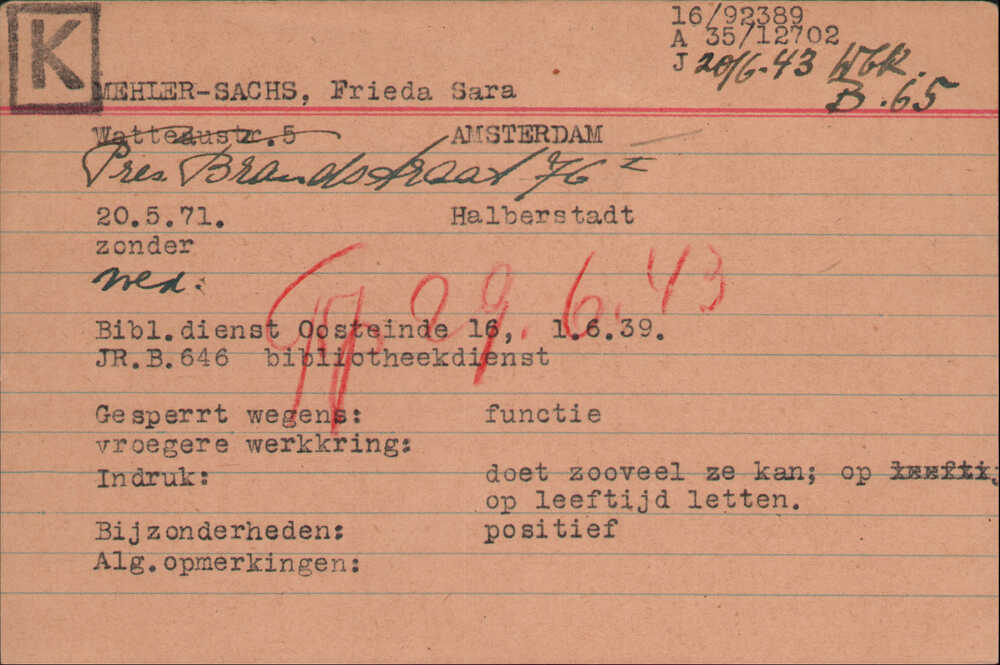 K
16/92389
A 35/12702
J 20/6-43 Wbk.
B.65
MEHLER-SACHS, Frieda Sara
Watteaustr.5 AMSTERDAM
Pres Brandstraat 76 I
20.5.71. Halberstadt
zonder
ned.
29.6.43
Bibl.dienst Oosteinde 16, 1.6.39.
JR.B.646 bibliotheekdienst
Gesperrt wegens: functie
vroegere werkkring:
Indruk: doet zooveel ze kan; op leeftij
op leeftijd letten.
Bijzonderheden: positief
Alg.opmerkingen: